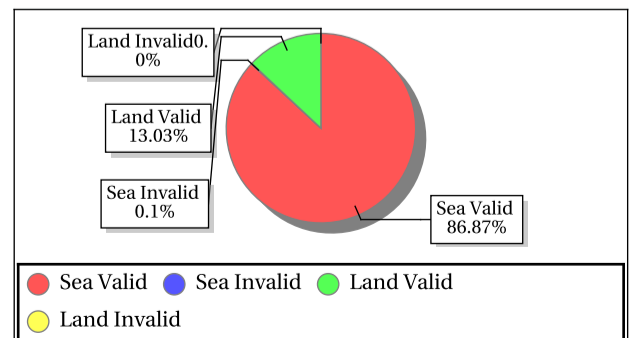 Land Invalid0.
0%
Land Valid
13.03%
Sea Invalid
0.1%
Sea Valid
86.87%
Sea Valid
Sea Invalid
Land Valid
Land Invalid